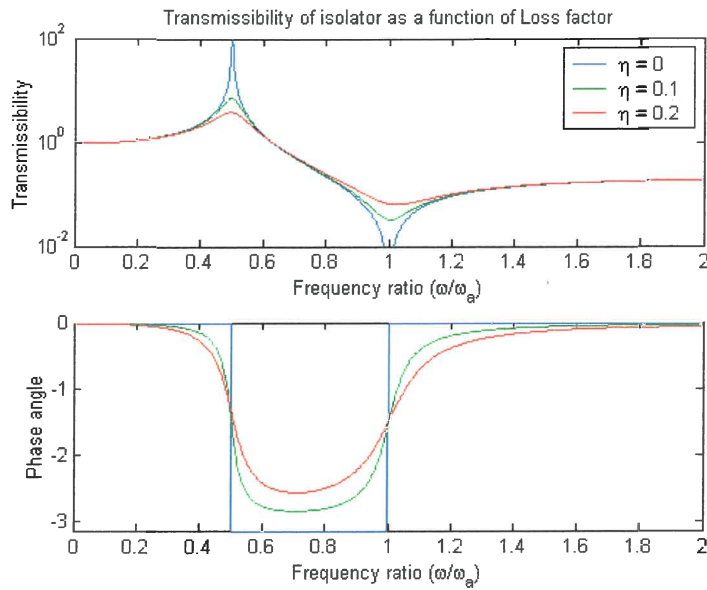 Transmissibility of isolator as a function of Loss factor
Transmissibility
10^2
10^0
10^-2
η = 0
η = 0.1
η = 0.2
0 0.2 0.4 0.6 0.8 1 1.2 1.4 1.6 1.8 2
Frequency ratio (ω/ω_a)
Phase angle
0
-1
-2
-3
0 0.2 0.4 0.6 0.8 1 1.2 1.4 1.6 1.8 2
Frequency ratio (ω/ω_a)